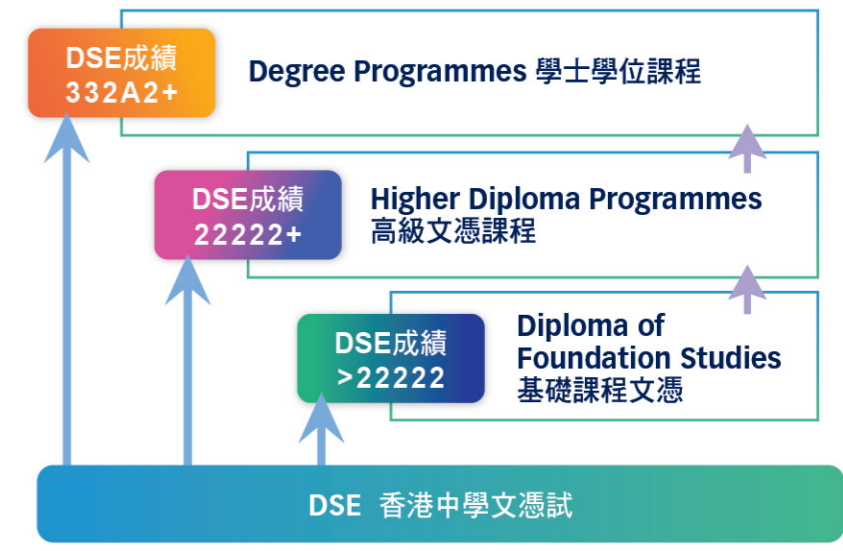 DSE成績
332A2+
Degree Programmes 學士學位課程
DSE成績
22222+
Higher Diploma Programmes
高級文憑課程
DSE成績
>22222
Diploma of
Foundation Studies
基礎課程文憑
DSE 香港中學文憑試